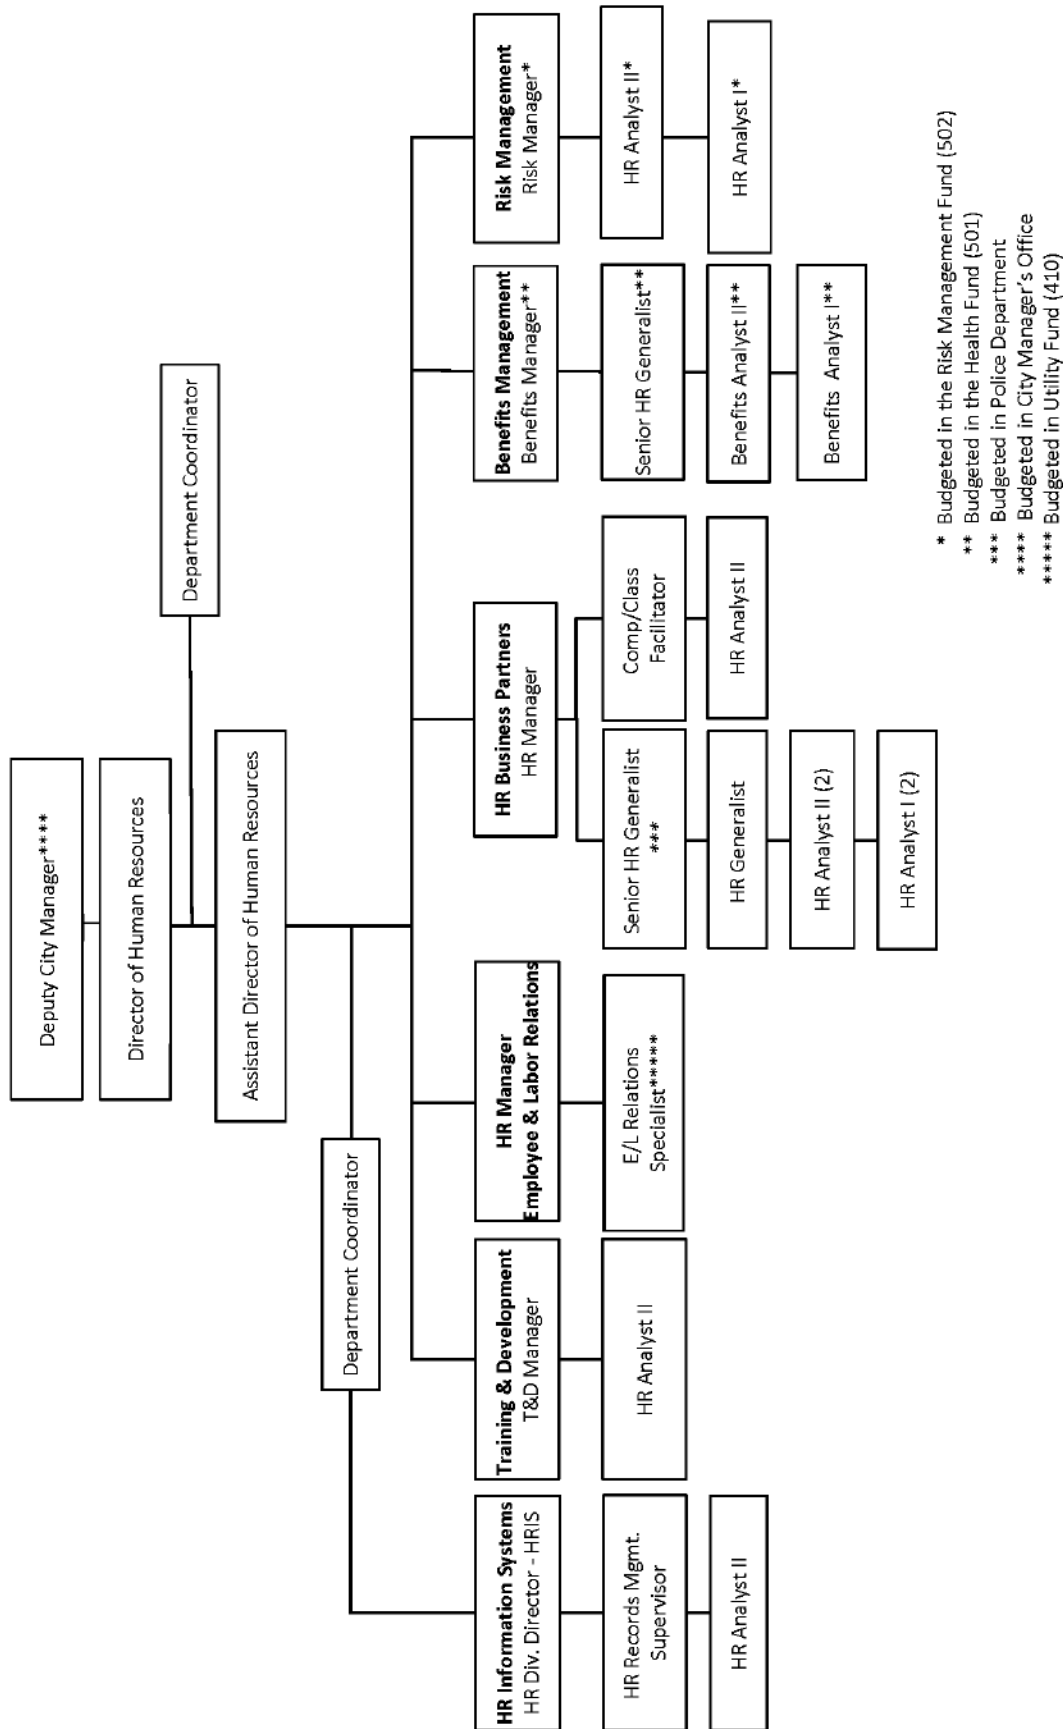 Deputy City Manager****
Director of Human Resources
Department Coordinator
Assistant Director of Human Resources
Department Coordinator
HR Information Systems
HR Div. Director - HRIS
Training & Development
T&D Manager
HR Manager
Employee & Labor Relations
HR Business Partners
HR Manager
Benefits Management
Benefits Manager**
Risk Management
Risk Manager*
HR Records Mgmt.
Supervisor
HR Analyst II
E/L Relations
Specialist*****
Senior HR Generalist
***
Comp/Class
Facilitator
Senior HR Generalist**
HR Analyst II*
HR Analyst II
HR Generalist
HR Analyst II
Benefits Analyst II**
HR Analyst I*
HR Analyst II (2)
Benefits Analyst I**
HR Analyst I (2)
* Budgeted in the Risk Management Fund (502)
** Budgeted in the Health Fund (501)
*** Budgeted in Police Department
**** Budgeted in City Manager's Office
***** Budgeted in Utility Fund (410)